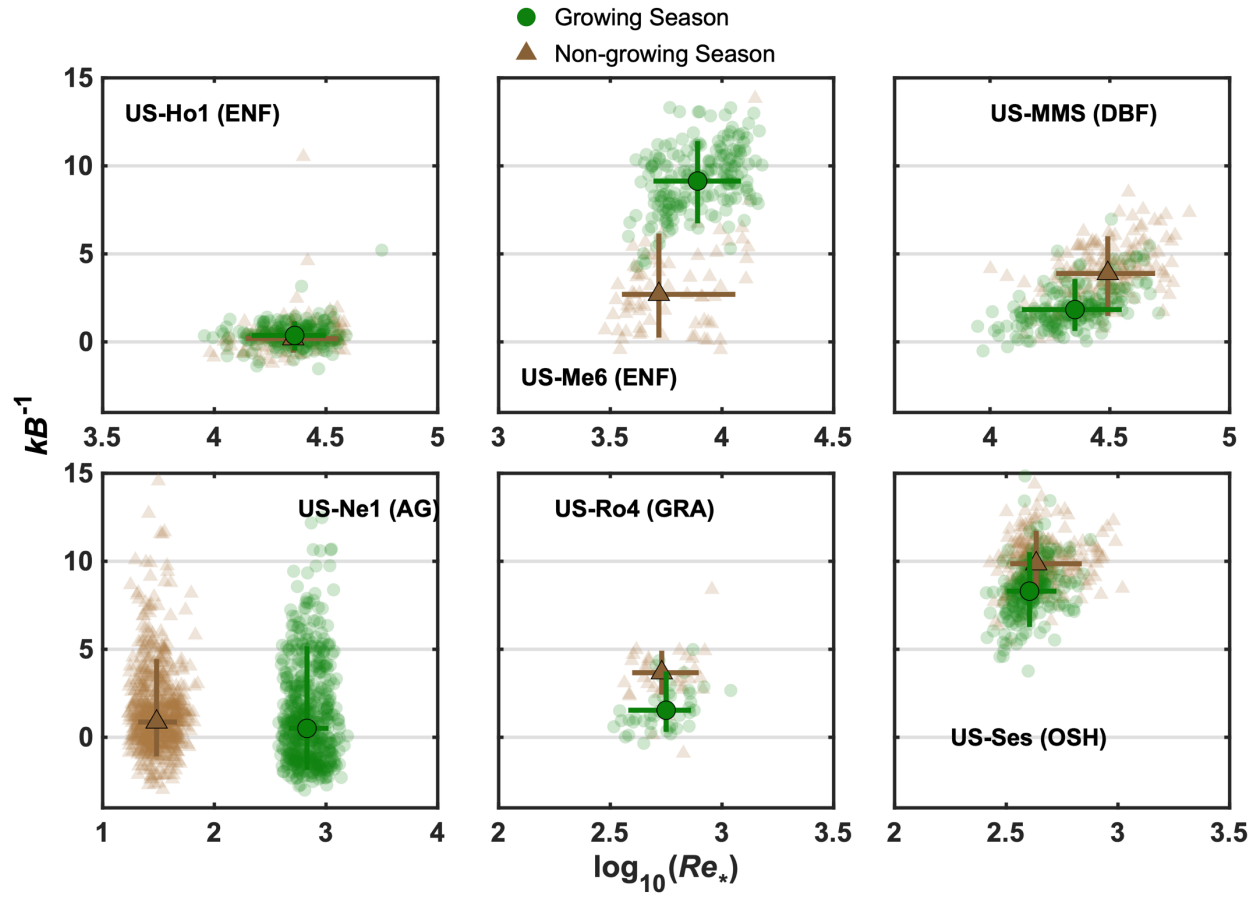 Growing Season
Non-growing Season
15
10
5
0
US-Ho1 (ENF)
3.5 4 4.5 5
US-Me6 (ENF)
3 3.5 4 4.5
US-MMS (DBF)
4 4.5 5
kB⁻¹
15
10
5
0
US-Ne1 (AG)
1 2 3 4
US-Ro4 (GRA)
2 2.5 3 3.5
US-Ses (OSH)
2 2.5 3 3.5
log₁₀(Re*)